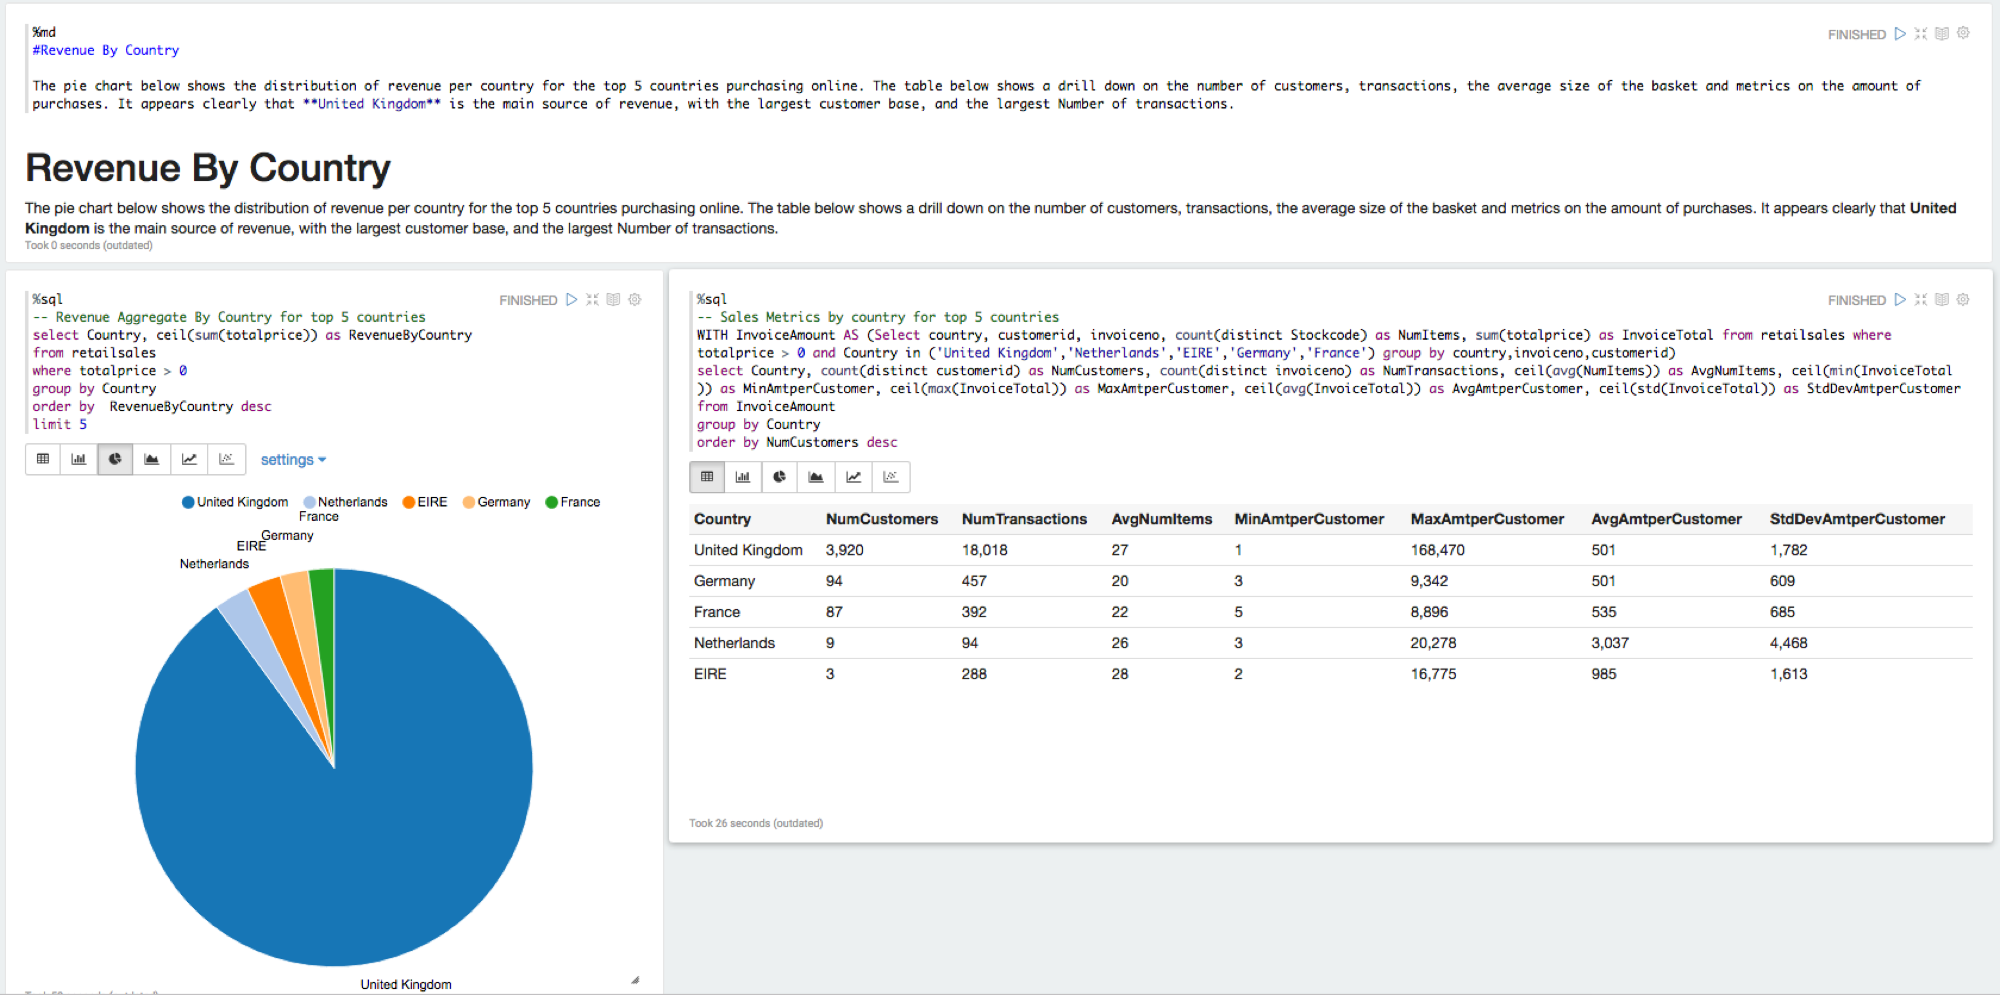 %md
FINISHED
#Revenue By Country
The pie chart below shows the distribution of revenue per country for the top 5 countries purchasing online. The table below shows a drill down on the number of customers, transactions, the average size of the basket and metrics on the amount of
purchases. It appears clearly that **United Kingdom** is the main source of revenue, with the largest customer base, and the largest Number of transactions.
Revenue By Country
The pie chart below shows the distribution of revenue per country for the top 5 countries purchasing online. The table below shows a drill down on the number of customers, transactions, the average size of the basket and metrics on the amount of purchases. It appears clearly that United
Kingdom is the main source of revenue, with the largest customer base, and the largest Number of transactions.
Took 0 seconds (outdated)
%sql
FINISHED
-- Revenue Aggregate By Country for top 5 countries
select Country, ceil(sum(totalprice)) as RevenueByCountry
from retailsales
where totalprice > 0
group by Country
order by  RevenueByCountry desc
limit 5
settings
United Kingdom Netherlands EIRE Germany France
France
Germany
EIRE
Netherlands
United Kingdom
%sql
FINISHED
-- Sales Metrics by country for top 5 countries
WITH InvoiceAmount AS (Select country, customerid, invoiceno, count(distinct Stockcode) as NumItems, sum(totalprice) as InvoiceTotal from retailsales where
totalprice > 0 and Country in ('United Kingdom','Netherlands','EIRE','Germany','France') group by country,invoiceno,customerid)
select Country, count(distinct customerid) as NumCustomers, count(distinct invoiceno) as NumTransactions, ceil(avg(NumItems)) as AvgNumItems, ceil(min(InvoiceTotal
)) as MinAmtperCustomer, ceil(max(InvoiceTotal)) as MaxAmtperCustomer, ceil(avg(InvoiceTotal)) as AvgAmtperCustomer, ceil(std(InvoiceTotal)) as StdDevAmtperCustomer
from InvoiceAmount
group by Country
order by NumCustomers desc
Country NumCustomers NumTransactions AvgNumItems MinAmtperCustomer MaxAmtperCustomer AvgAmtperCustomer StdDevAmtperCustomer
United Kingdom 3,920 18,018 27 1 168,470 501 1,782
Germany 94 457 20 3 9,342 501 609
France 87 392 22 5 8,896 535 685
Netherlands 9 94 26 3 20,278 3,037 4,468
EIRE 3 288 28 2 16,775 985 1,613
Took 26 seconds (outdated)